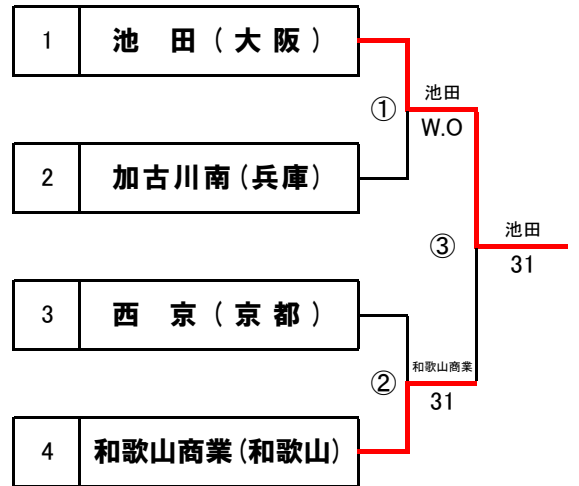 1 池 田 ( 大 阪 )
池田
①
W.O
2 加古川南(兵庫)
池田
③
31
3 西 京 ( 京 都 )
和歌山商業
②
31
4 和歌山商業(和歌山)